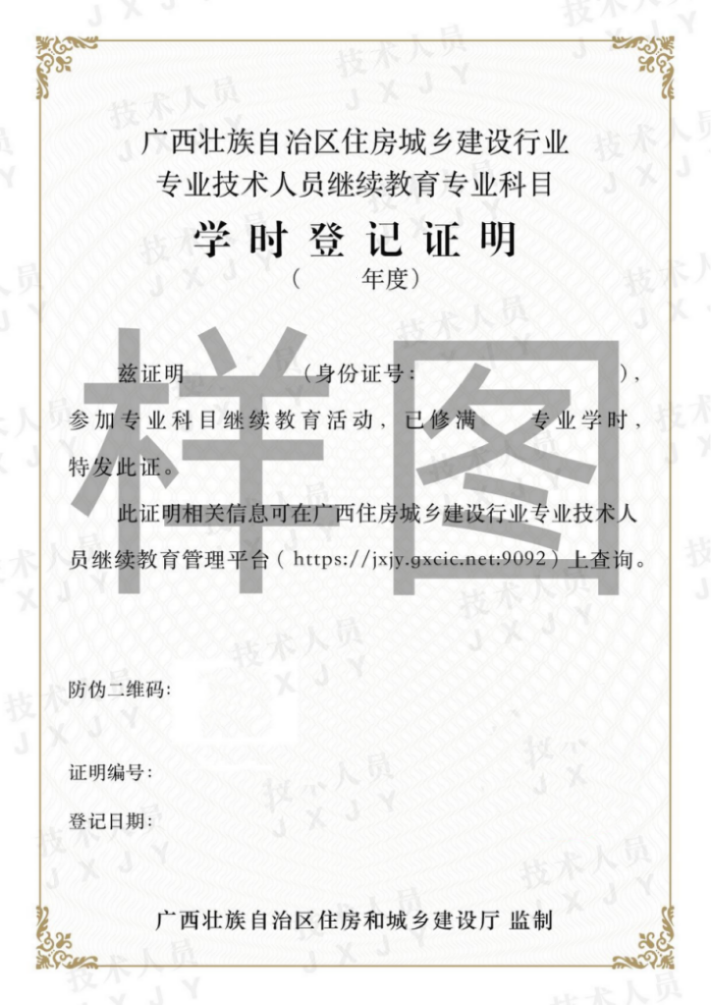 广西壮族自治区住房城乡建设行业
专业技术人员继续教育专业科目
学时登记证明
（ 年度）
样图
兹证明 （身份证号： ），
参加专业科目继续教育活动，已修满 专业学时，
特发此证。
此证明相关信息可在广西住房城乡建设行业专业技术人
员继续教育管理平台（https://jxjy.gxcic.net:9092）上查询。
防伪二维码：
证明编号：
登记日期：
广西壮族自治区住房和城乡建设厅 监制
技术人员
JXJY